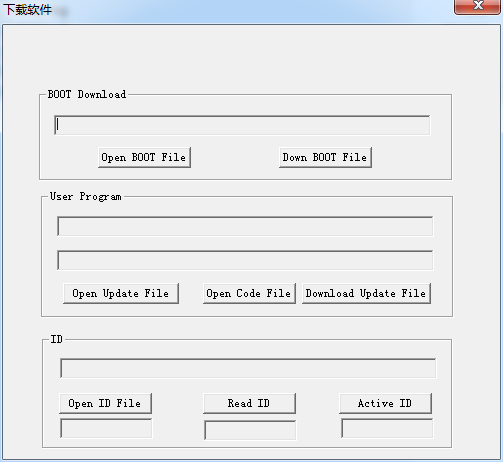 下载软件
BOOT Download
Open BOOT File
Down BOOT File
User Program
Open Update File
Open Code File
Download Update File
ID
Open ID File
Read ID
Active ID